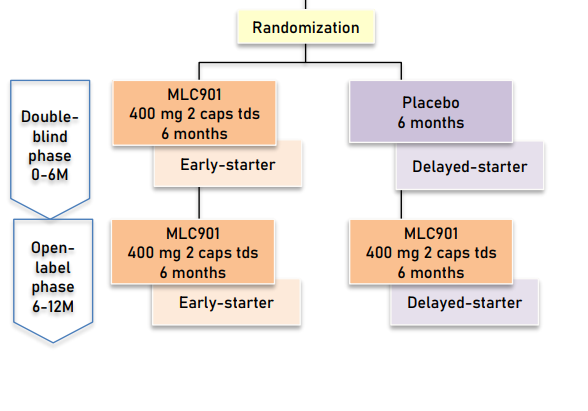 Randomization
Double-
blind
phase
0-6M
MLC901
400 mg 2 caps tds
6 months
Early-starter
Placebo
6 months
Delayed-starter
Open-
label
phase
6-12M
MLC901
400 mg 2 caps tds
6 months
Early-starter
MLC901
400 mg 2 caps tds
6 months
Delayed-starter